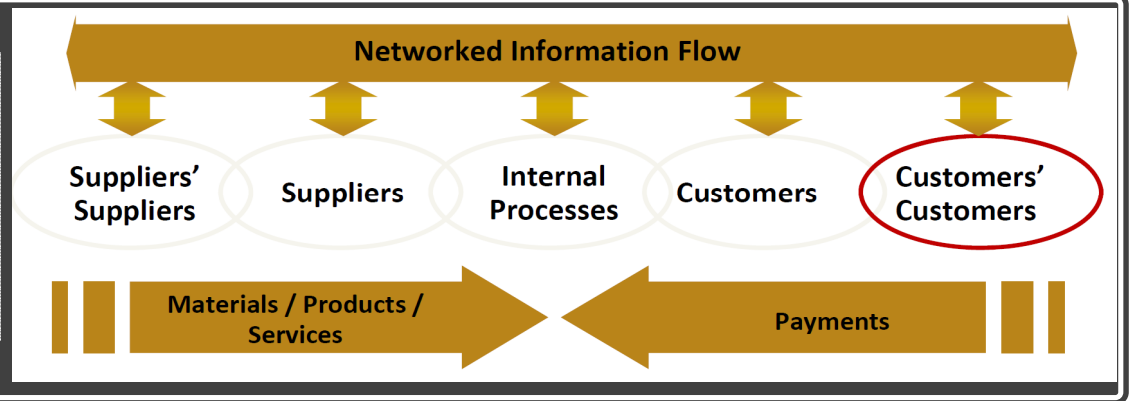 Networked Information Flow
Suppliers’
Suppliers
Suppliers
Internal
Processes
Customers
Customers’
Customers
Materials / Products /
Services
Payments